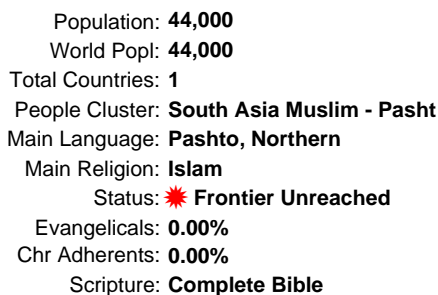 Population: 44,000
World Popl: 44,000
Total Countries: 1
People Cluster: South Asia Muslim - Pasht
Main Language: Pashto, Northern
Main Religion: Islam
Status: Frontier Unreached
Evangelicals: 0.00%
Chr Adherents: 0.00%
Scripture: Complete Bible